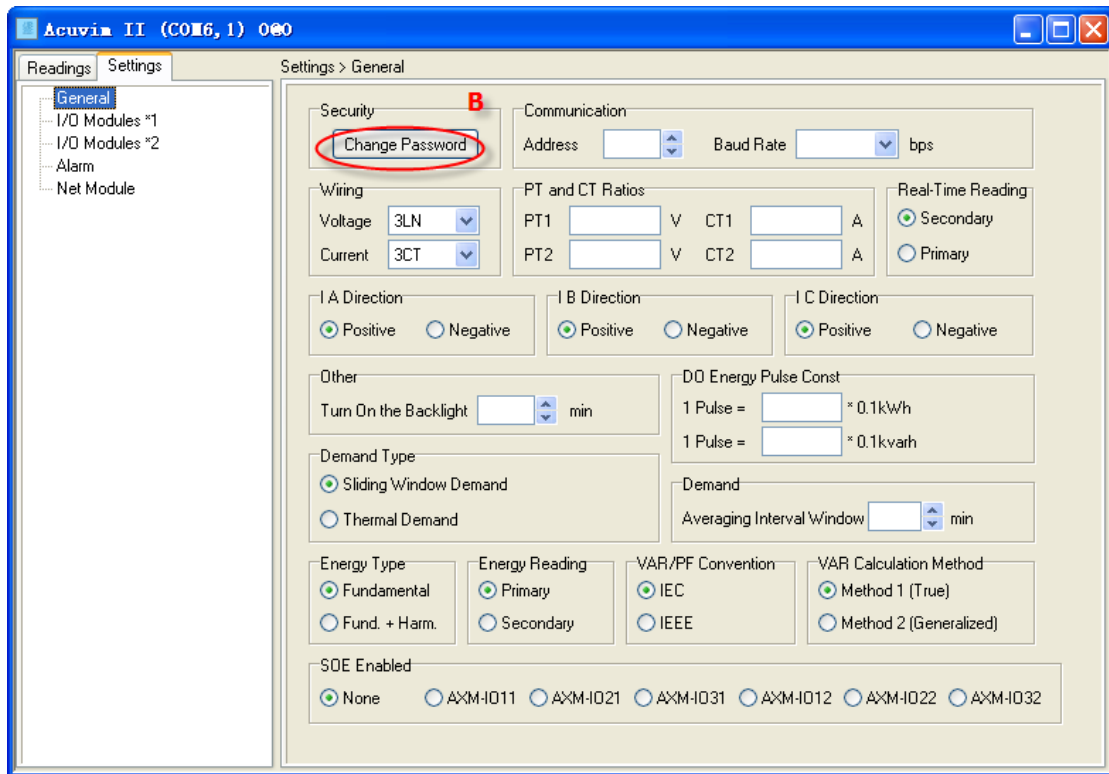 Acuvim II (COM6,1) 0@0
Readings Settings
Settings > General
General
I/O Modules *1
I/O Modules *2
Alarm
Net Module
Security
B
Change Password
Communication
Address Baud Rate bps
Wiring
Voltage 3LN
Current 3CT
PT and CT Ratios
PT1 V CT1 A
PT2 V CT2 A
Real-Time Reading
Secondary
Primary
I A Direction
Positive Negative
I B Direction
Positive Negative
I C Direction
Positive Negative
Other
Turn On the Backlight min
DO Energy Pulse Const
1 Pulse = * 0.1kWh
1 Pulse = * 0.1kvarh
Demand Type
Sliding Window Demand
Thermal Demand
Demand
Averaging Interval Window min
Energy Type
Fundamental
Fund. + Harm.
Energy Reading
Primary
Secondary
VAR/PF Convention
IEC
IEEE
VAR Calculation Method
Method 1 (True)
Method 2 (Generalized)
SOE Enabled
None AXM-IO11 AXM-IO21 AXM-IO31 AXM-IO12 AXM-IO22 AXM-IO32